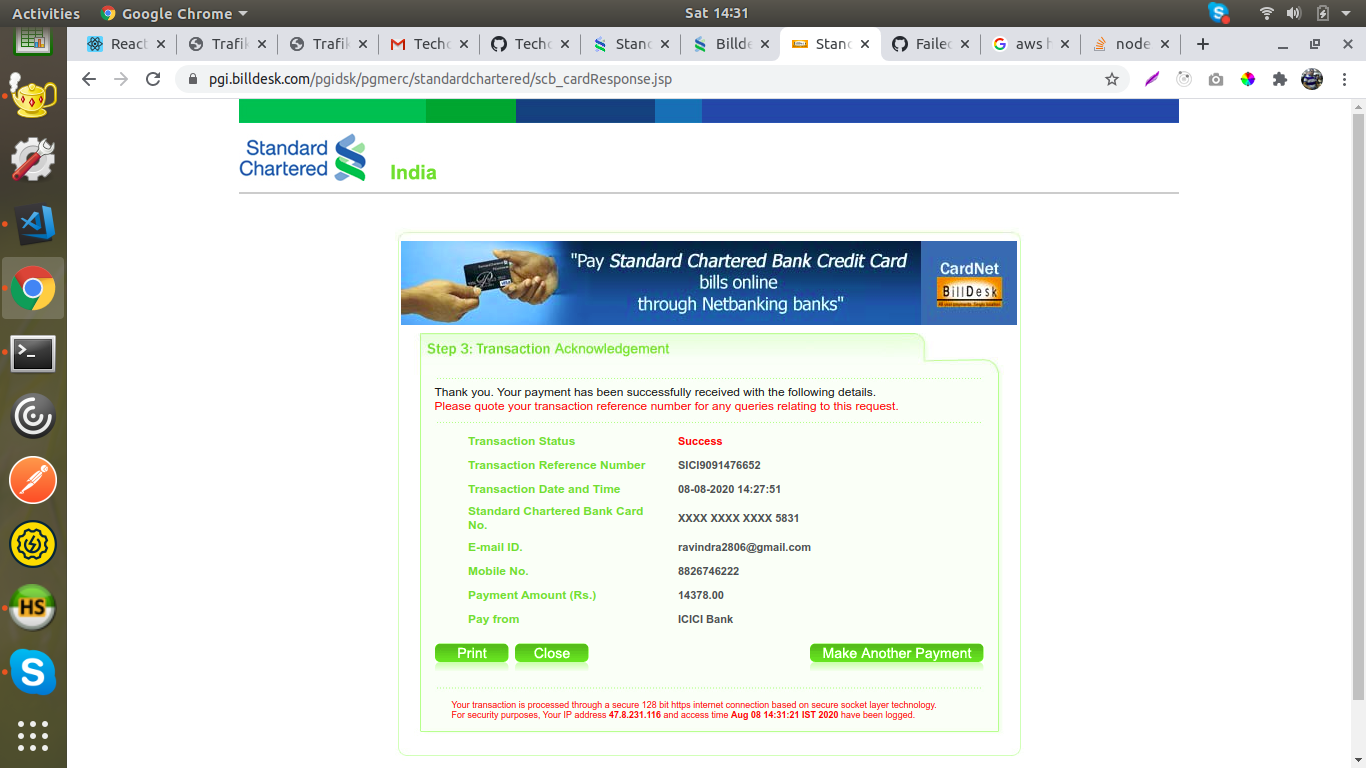 Activities
Google Chrome
Sat 14:31
React
Trafik
Trafik
Techo
Techo
Stanc
Billde
Stanc
Failed
aws h
node
pgi.billdesk.com/pgidsk/pgmerc/standardchartered/scb_cardResponse.jsp
Standard
Chartered
India
"Pay Standard Chartered Bank Credit Card
bills online
through Netbanking banks"
CardNet
BillDesk
Step 3: Transaction Acknowledgement
Thank you. Your payment has been successfully received with the following details.
Please quote your transaction reference number for any queries relating to this request.
Transaction Status Success
Transaction Reference Number SICI9091476652
Transaction Date and Time 08-08-2020 14:27:51
Standard Chartered Bank Card
No. XXXX XXXX XXXX 5831
E-mail ID. ravindra2806@gmail.com
Mobile No. 8826746222
Payment Amount (Rs.) 14378.00
Pay from ICICI Bank
Print Close Make Another Payment
Your transaction is processed through a secure 128 bit https internet connection based on secure socket layer technology.
For security purposes, Your IP address 47.8.231.116 and access time Aug 08 14:31:21 IST 2020 have been logged.
HS